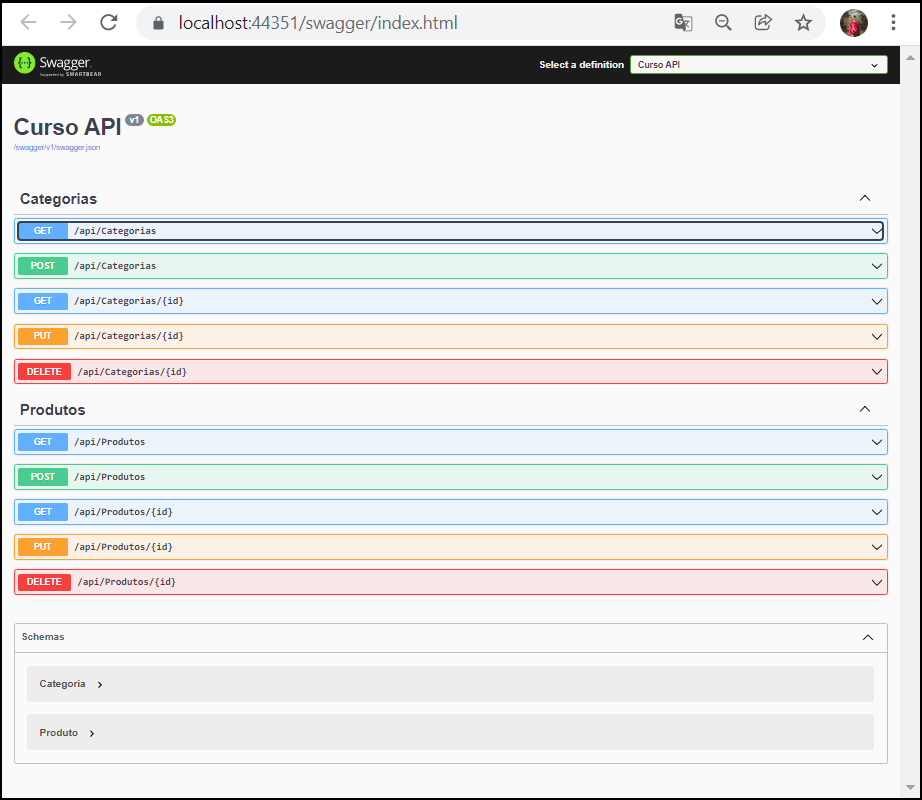 localhost:44351/swagger/index.html
Swagger
Supported by SMARTBEAR
Select a definition
Curso API
Curso API v1 OAS3
/swagger/v1/swagger.json
Categorias
GET /api/Categorias
POST /api/Categorias
GET /api/Categorias/{id}
PUT /api/Categorias/{id}
DELETE /api/Categorias/{id}
Produtos
GET /api/Produtos
POST /api/Produtos
GET /api/Produtos/{id}
PUT /api/Produtos/{id}
DELETE /api/Produtos/{id}
Schemas
Categoria
Produto